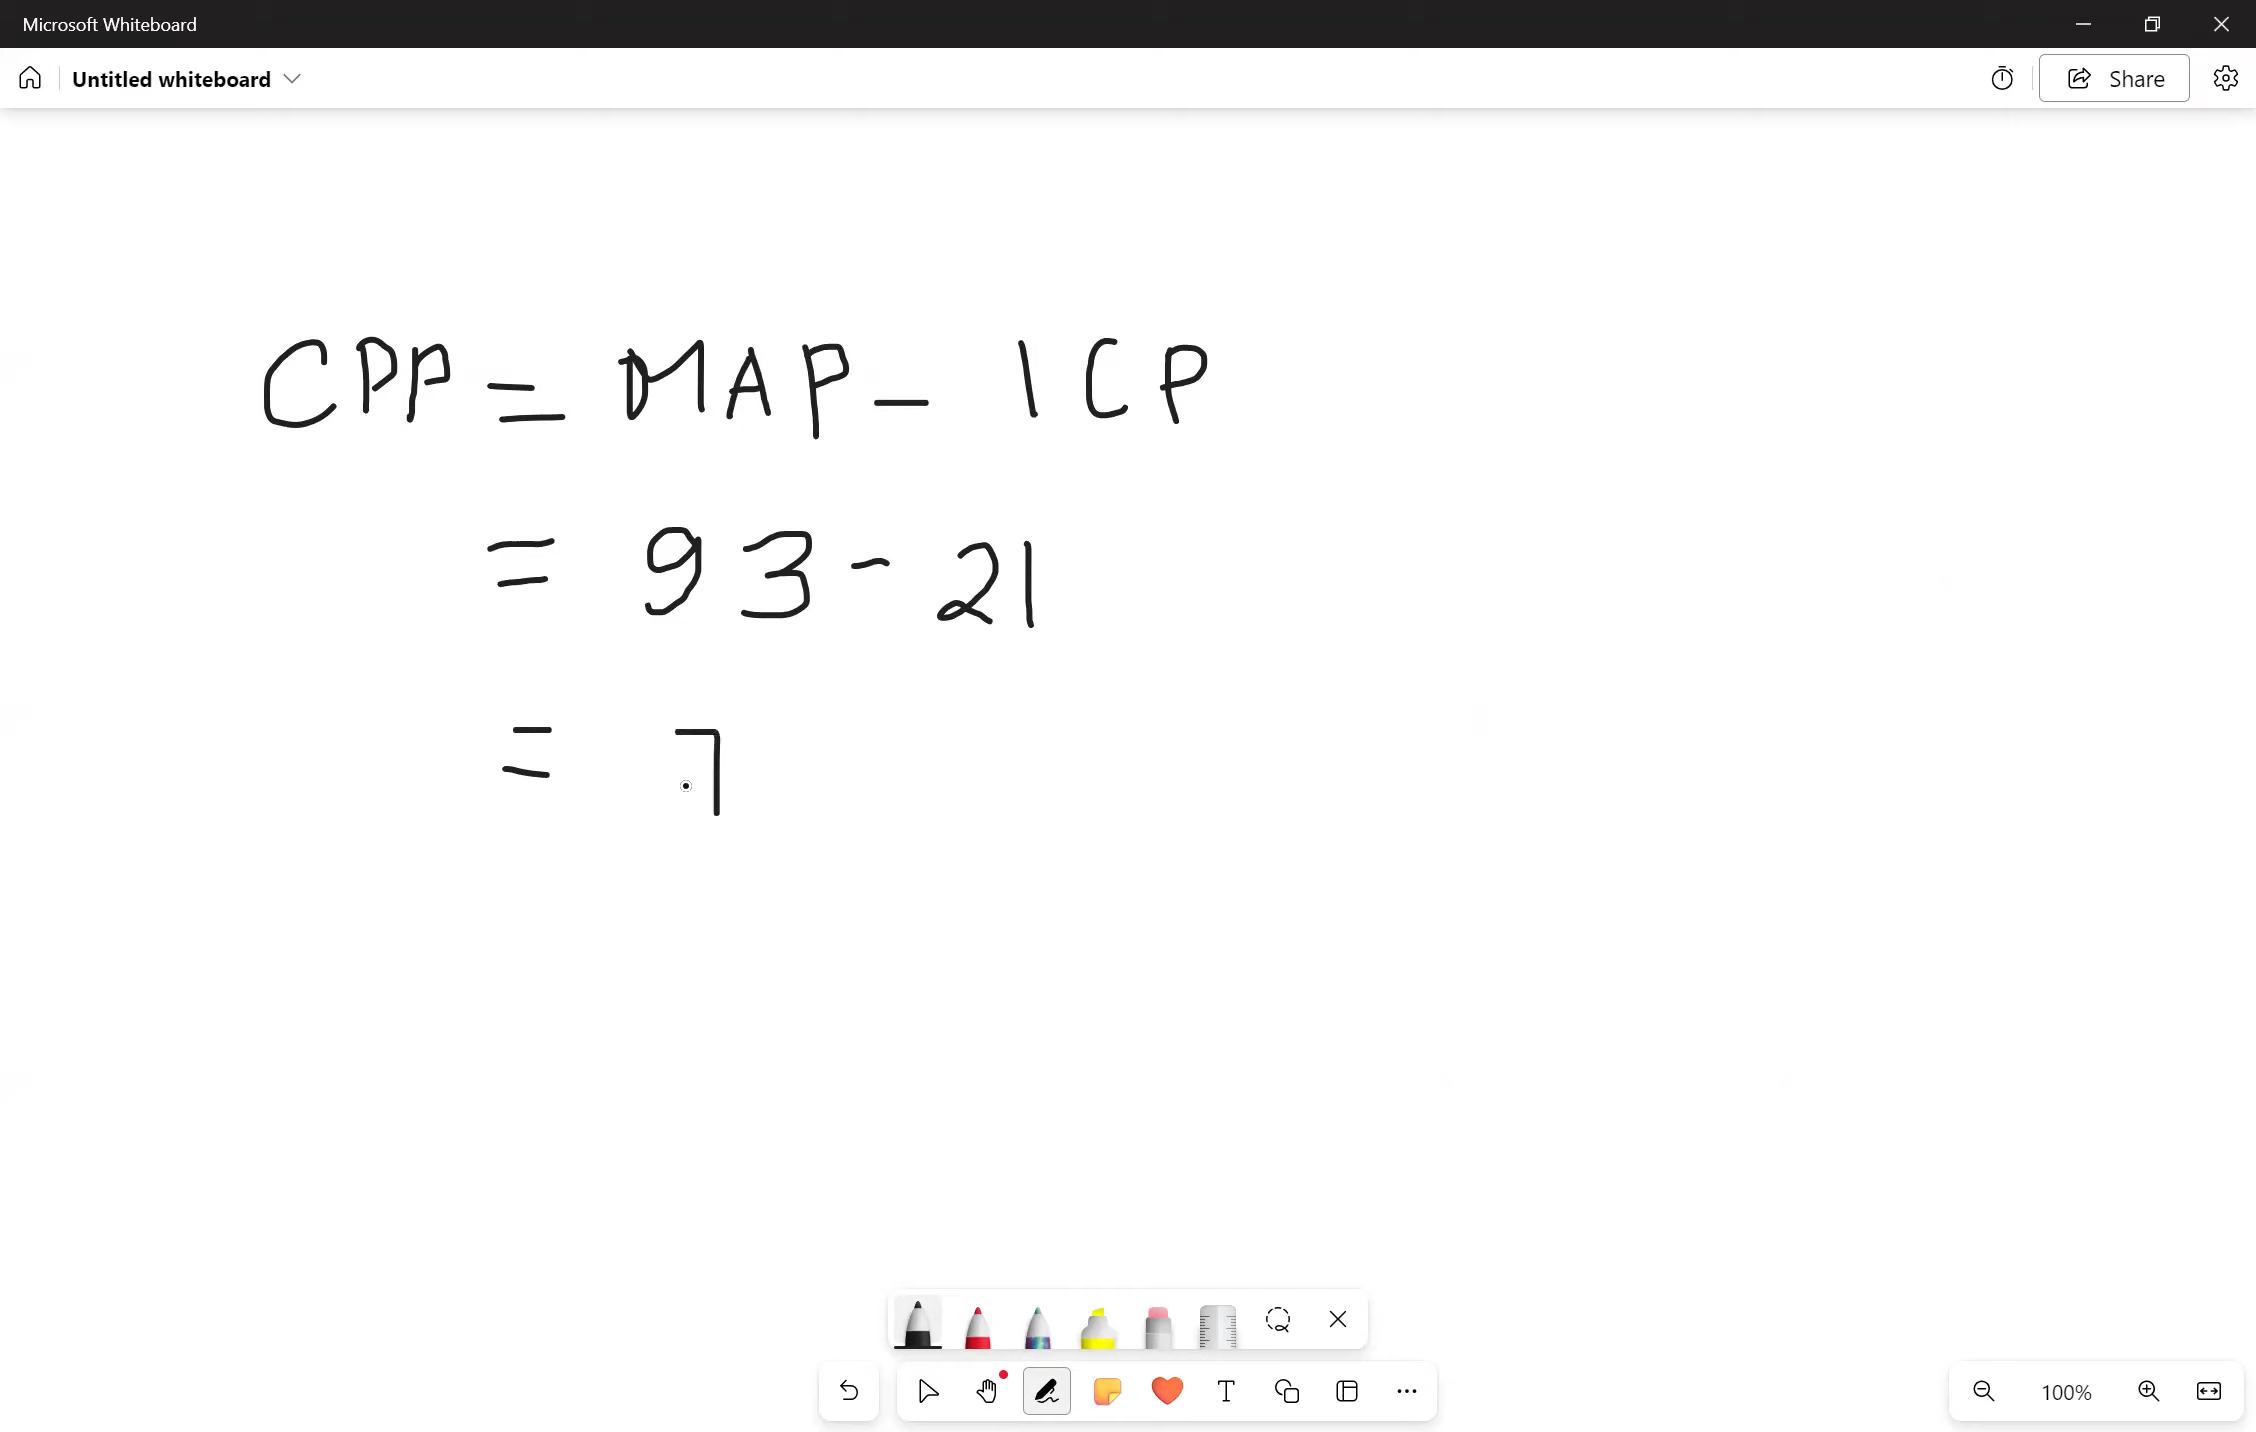 Microsoft Whiteboard
Untitled whiteboard
Share
CPP = MAP - ICP
= 93 - 21
= 7
100%